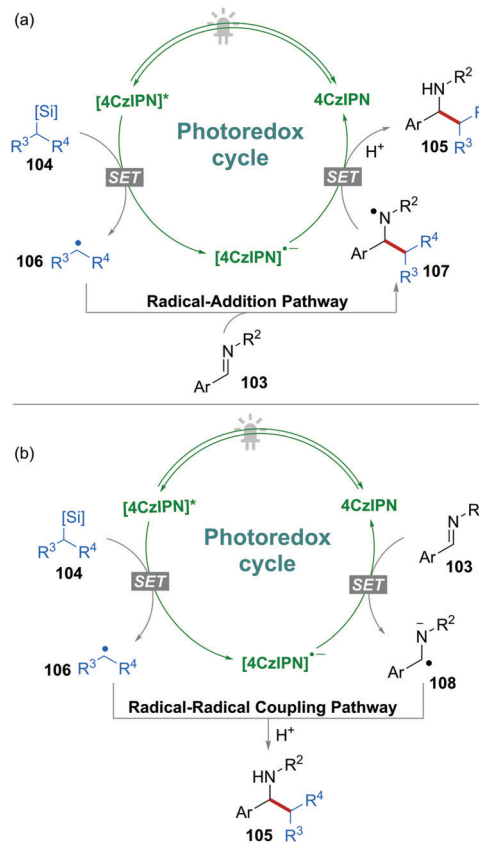 (a)
[4CzIPN]*
4CzIPN
Photoredox
cycle
[Si]
R3 R4
104
SET
SET
H+
HN R2
Ar
R3
105
106 R3 R4
[4CzIPN]•−
N R2
Ar R4
R3
107
Radical-Addition Pathway
N R2
Ar 103
(b)
[4CzIPN]*
4CzIPN
Photoredox
cycle
[Si]
R3 R4
104
SET
SET
N
Ar 103
106 R3 R4
[4CzIPN]•−
N− R2
Ar • 108
Radical-Radical Coupling Pathway
H+
HN R2
Ar R4
R3
105